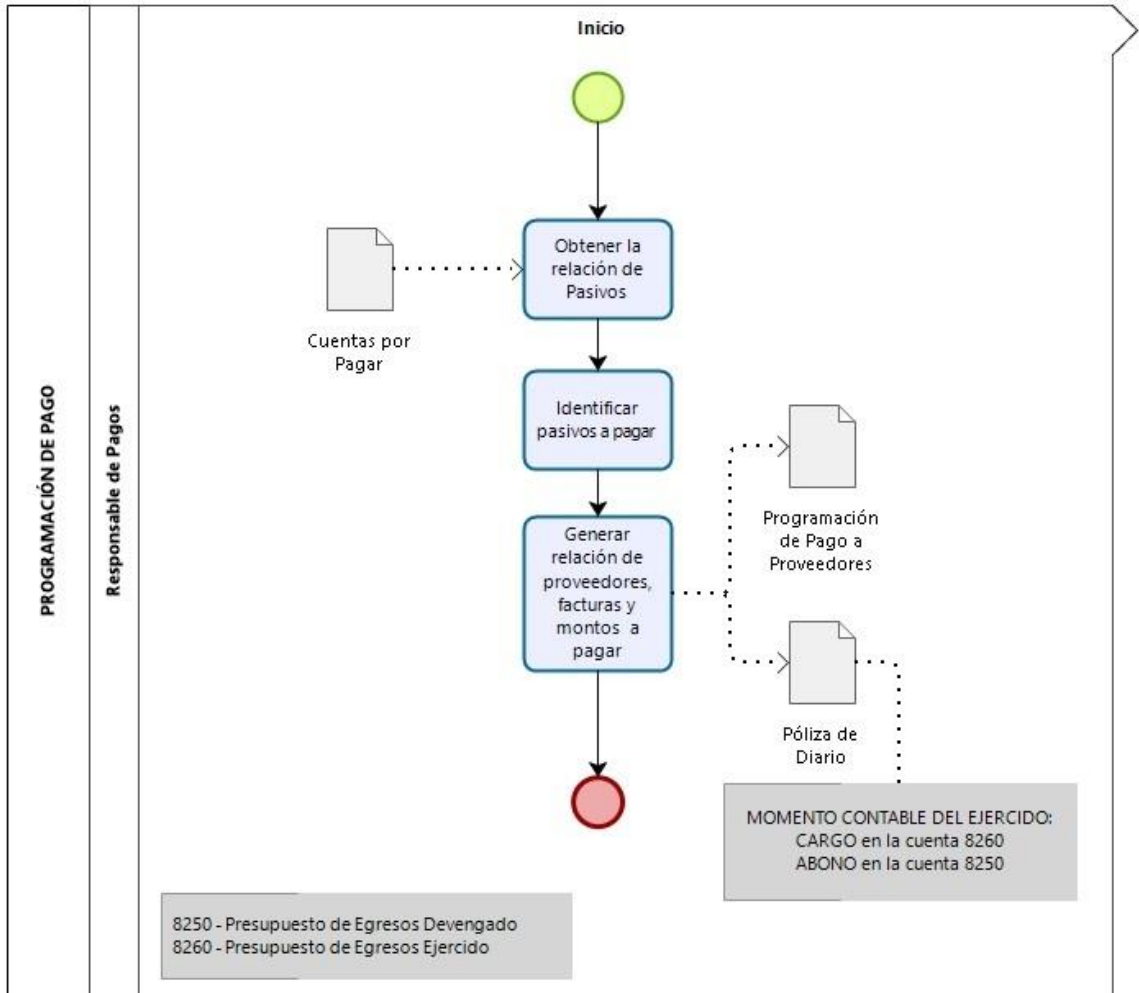 PROGRAMACIÓN DE PAGO
Responsable de Pagos
Inicio
Obtener la
relación de
Pasivos
Cuentas por
Pagar
Identificar
pasivos a pagar
Generar
relación de
proveedores,
facturas y
montos a
pagar
Programación
de Pago a
Proveedores
Póliza de
Diario
MOMENTO CONTABLE DEL EJERCIDO:
CARGO en la cuenta 8260
ABONO en la cuenta 8250
8250 - Presupuesto de Egresos Devengado
8260 - Presupuesto de Egresos Ejercido